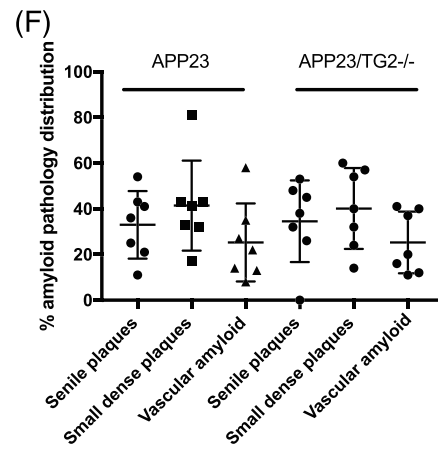 (F)
APP23 APP23/TG2-/-
% amyloid pathology distribution
100
80
60
40
20
0
Senile plaques
Small dense plaques
Vascular amyloid
Senile plaques
Small dense plaques
Vascular amyloid